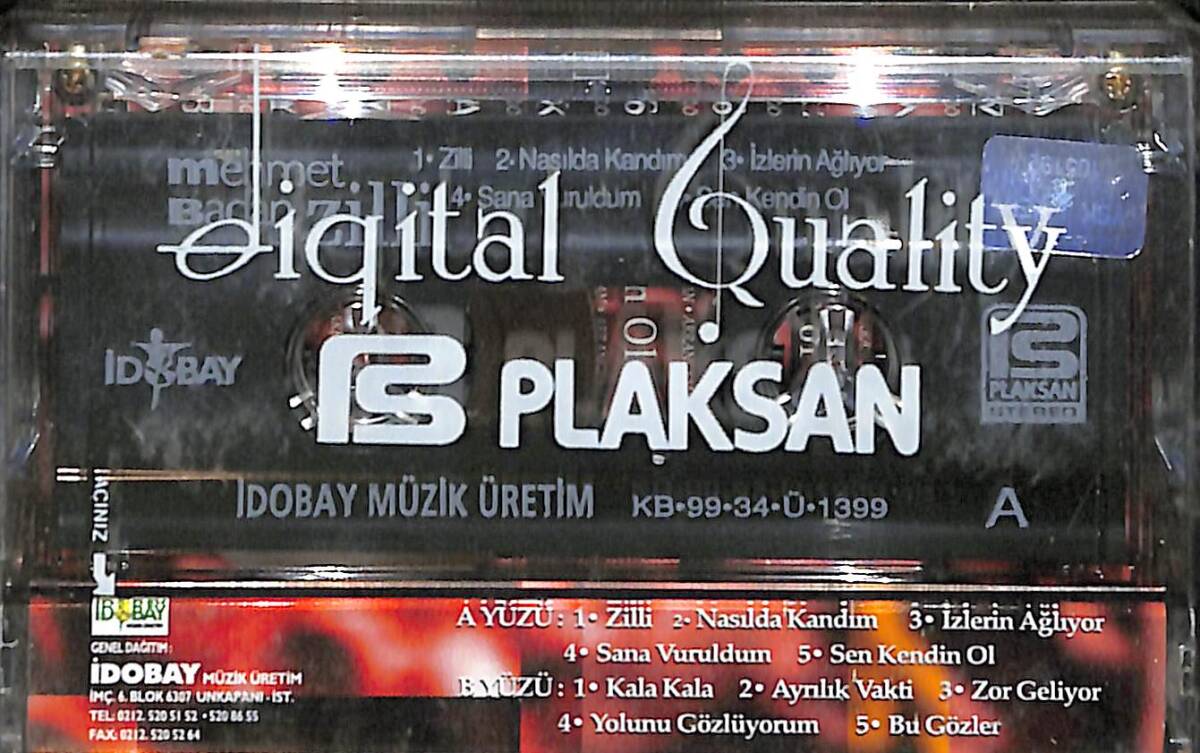 mehmet
Zilli
1• Zilli 2• Nasılda Kandım 3• İzlerin Ağlıyor
4• Sana Vuruldum 5• Sen Kendin Ol
Digital Quality
İDOBAY
PLAKSAN
PLAKSAN
STEREO
İDOBAY MÜZİK ÜRETİM KB•99•34•Ü•1399 A
AÇINIZ
İDOBAY
GENEL DAĞITIM:
İDOBAY MÜZİK ÜRETİM
İMÇ. 6. BLOK 6307 UNKAPANI - İST.
TEL: 0212. 520 51 52 • 520 86 55
FAX: 0212. 520 52 64
A YÜZÜ : 1• Zilli 2• Nasılda Kandım 3• İzlerin Ağlıyor
4• Sana Vuruldum 5• Sen Kendin Ol
B YÜZÜ : 1• Kala Kala 2• Ayrılık Vakti 3• Zor Geliyor
4• Yolunu Gözlüyorum 5• Bu Gözler